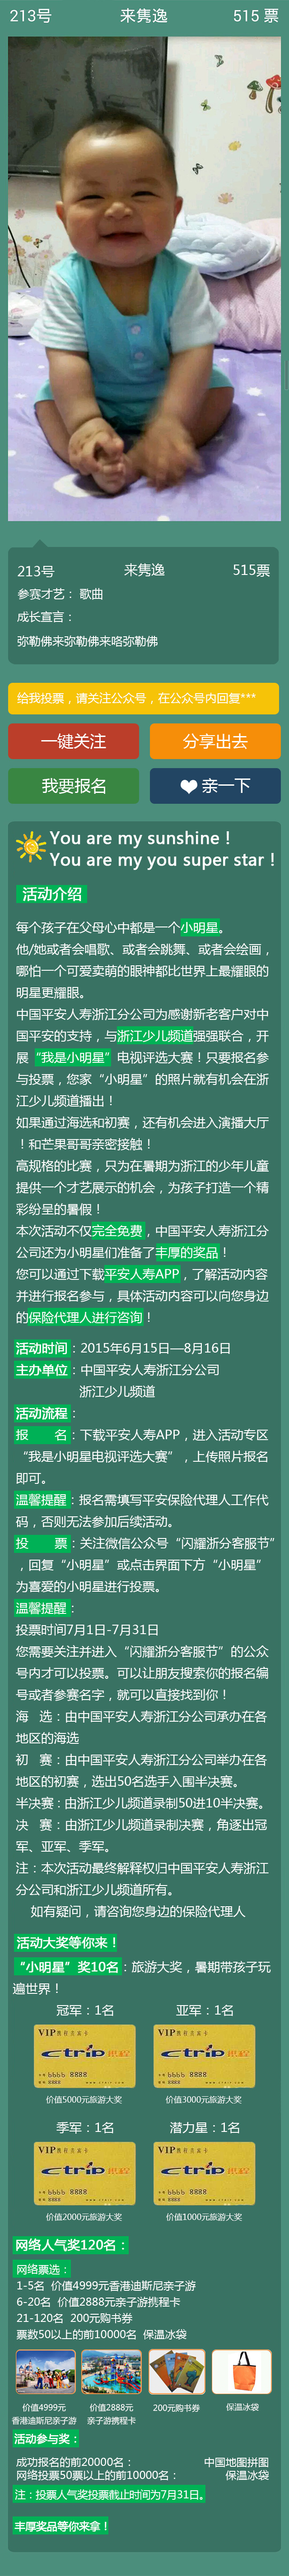 213号 来隽逸 515 票
213号 来隽逸 515票
参赛才艺： 歌曲
成长宣言：
弥勒佛来弥勒佛来咯弥勒佛
给我投票，请关注公众号，在公众号内回复***
一键关注 分享出去
我要报名 亲一下
You are my sunshine！
You are my you super star！
活动介绍
每个孩子在父母心中都是一个小明星。
他/她或者会唱歌、或者会跳舞、或者会绘画，
哪怕一个可爱卖萌的眼神都比世界上最耀眼的
明星更耀眼。
中国平安人寿浙江分公司为感谢新老客户对中
国平安的支持，与浙江少儿频道强强联合，开
展“我是小明星”电视评选大赛！只要报名参
与投票，您家“小明星”的照片就有机会在浙
江少儿频道播出！
如果通过海选和初赛，还有机会进入演播大厅
！和芒果哥哥亲密接触！
高规格的比赛，只为在暑期为浙江的少年儿童
提供一个才艺展示的机会，为孩子打造一个精
彩纷呈的暑假！
本次活动不仅完全免费，中国平安人寿浙江分
公司还为小明星们准备了丰厚的奖品！
您可以通过下载平安人寿APP，了解活动内容
并进行报名参与，具体活动内容可以向您身边
的保险代理人进行咨询！
活动时间：2015年6月15日—8月16日
主办单位：中国平安人寿浙江分公司
浙江少儿频道
活动流程：
报 名：下载平安人寿APP，进入活动专区
“我是小明星电视评选大赛”，上传照片报名
即可。
温馨提醒：报名需填写平安保险代理人工作代
码，否则无法参加后续活动。
投 票：关注微信公众号“闪耀浙分客服节”
，回复“小明星”或点击界面下方“小明星”
为喜爱的小明星进行投票。
温馨提醒：
投票时间7月1日-7月31日
您需要关注并进入“闪耀浙分客服节”的公众
号内才可以投票。可以让朋友搜索你的报名编
号或者参赛名字，就可以直接找到你！
海 选：由中国平安人寿浙江分公司承办在各
地区的海选
初 赛：由中国平安人寿浙江分公司举办在各
地区的初赛，选出50名选手入围半决赛。
半决赛：由浙江少儿频道录制50进10半决赛。
决 赛：由浙江少儿频道录制决赛，角逐出冠
军、亚军、季军。
注：本次活动最终解释权归中国平安人寿浙江
分公司和浙江少儿频道所有。
如有疑问，请咨询您身边的保险代理人
活动大奖等你来！
“小明星”奖10名：旅游大奖，暑期带孩子玩
遍世界！
冠军：1名 亚军：1名
VIP携程贵宾卡 VIP携程贵宾卡
Ctrip 携程 Ctrip 携程
价值5000元旅游大奖 价值3000元旅游大奖
季军：1名 潜力星：1名
VIP携程贵宾卡 VIP携程贵宾卡
Ctrip 携程 Ctrip 携程
价值2000元旅游大奖 价值1000元旅游大奖
网络人气奖120名：
网络票选：
1-5名 价值4999元香港迪斯尼亲子游
6-20名 价值2888元亲子游携程卡
21-120名 200元购书券
票数50以上的前10000名 保温冰袋
价值4999元 价值2888元 200元购书券 保温冰袋
香港迪斯尼亲子游 亲子游携程卡
活动参与奖：
成功报名的前20000名： 中国地图拼图
网络投票50票以上的前10000名： 保温冰袋
注：投票人气奖投票截止时间为7月31日。
丰厚奖品等你来拿！